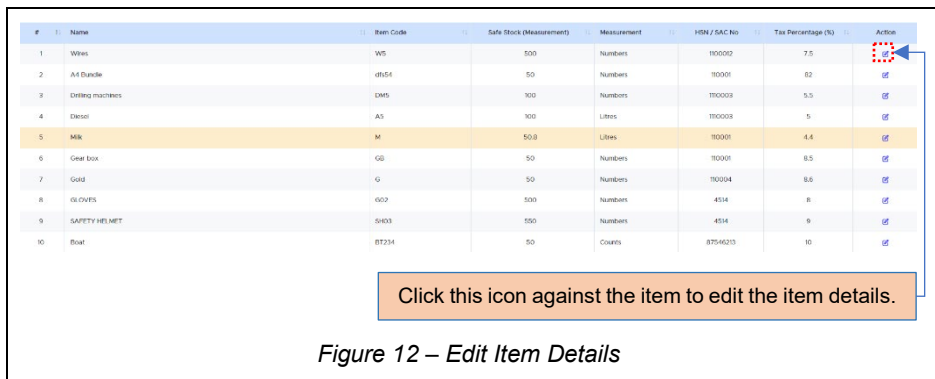 # Name Item Code Safe Stock (Measurement) Measurement HSN / SAC No Tax Percentage (%) Action
1 Wires W5 500 Numbers 1100012 7.5
2 A4 Bundle dfs54 50 Numbers 110001 82
3 Drilling machines DM5 100 Numbers 1110003 5.5
4 Diesel A5 100 Litres 1110003 5
5 Milk M 50.8 Litres 110001 4.4
6 Gear box GB 50 Numbers 110001 8.5
7 Gold G 50 Numbers 110004 8.6
8 GLOVES G02 500 Numbers 4514 8
9 SAFETY HELMET SH03 550 Numbers 4514 9
10 Boat BT234 50 Counts 87546213 10
Click this icon against the item to edit the item details.
Figure 12 – Edit Item Details